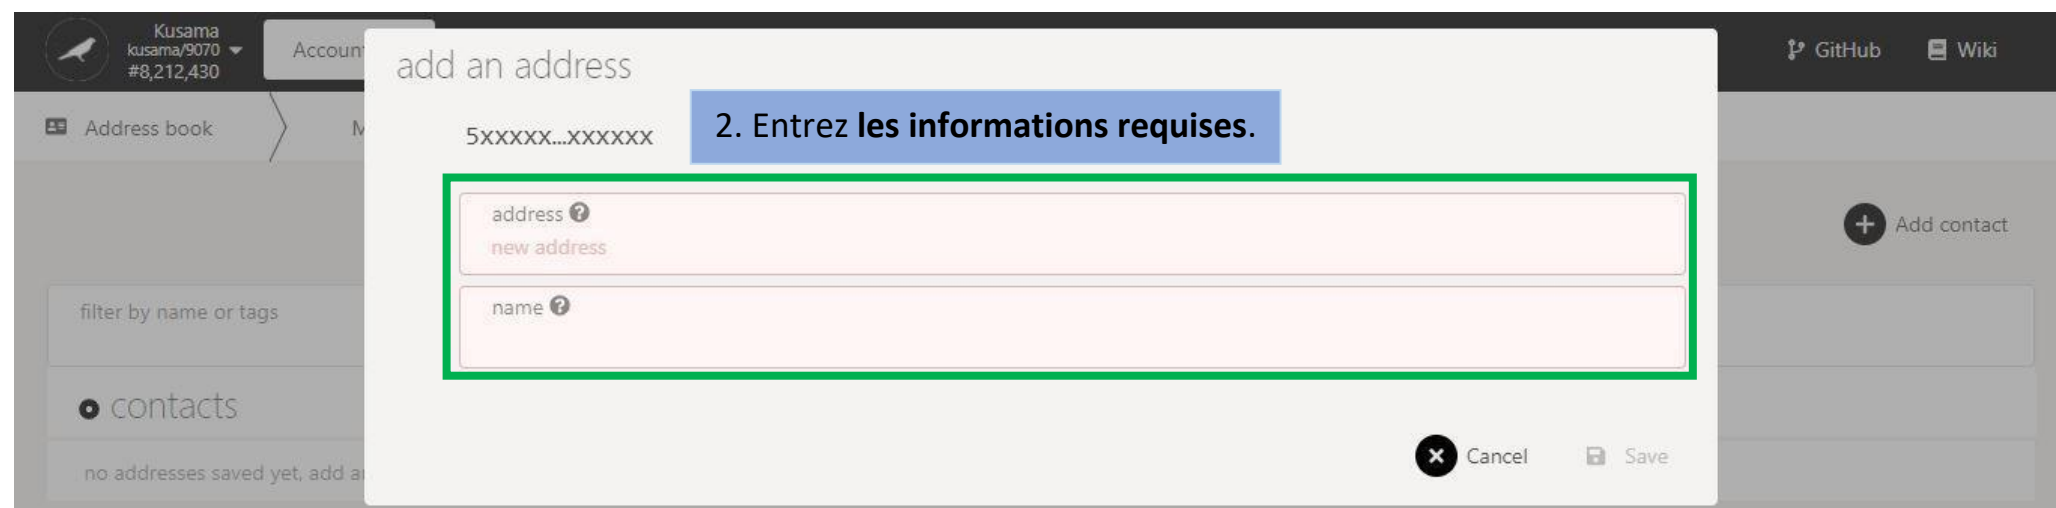 Kusama
kusama/9070
#8,212,430
Accoun
GitHub
Wiki
add an address
2. Entrez les informations requises.
Address book
5xxxxx...xxxxxx
address
new address
Add contact
name
filter by name or tags
contacts
Cancel
Save
no addresses saved yet, add a